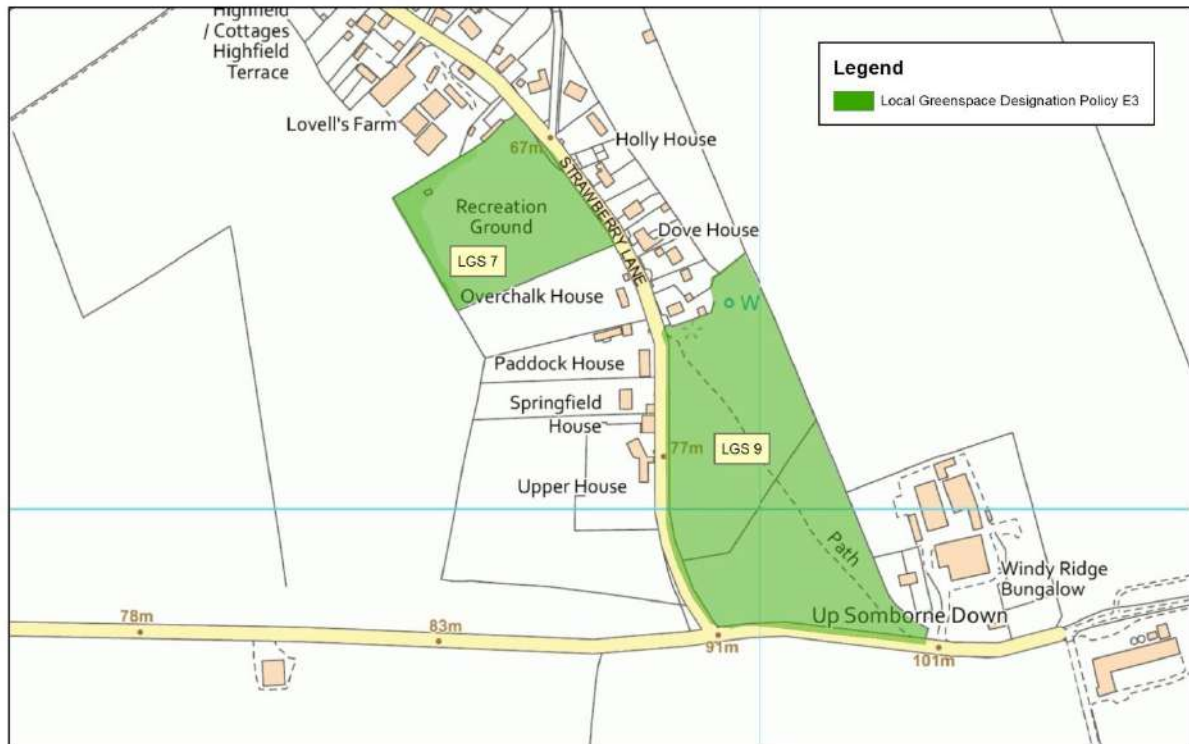 Highfield
/ Cottages
Highfield
Terrace
Legend
Local Greenspace Designation Policy E3
Lovell's Farm
67m
Holly House
STRAWBERRY LANE
Recreation
Ground
LGS 7
Dove House
Overchalk House
W
Paddock House
Springfield
House
77m
LGS 9
Upper House
Path
Windy Ridge
Bungalow
Up Somborne Down
78m
83m
91m
101m